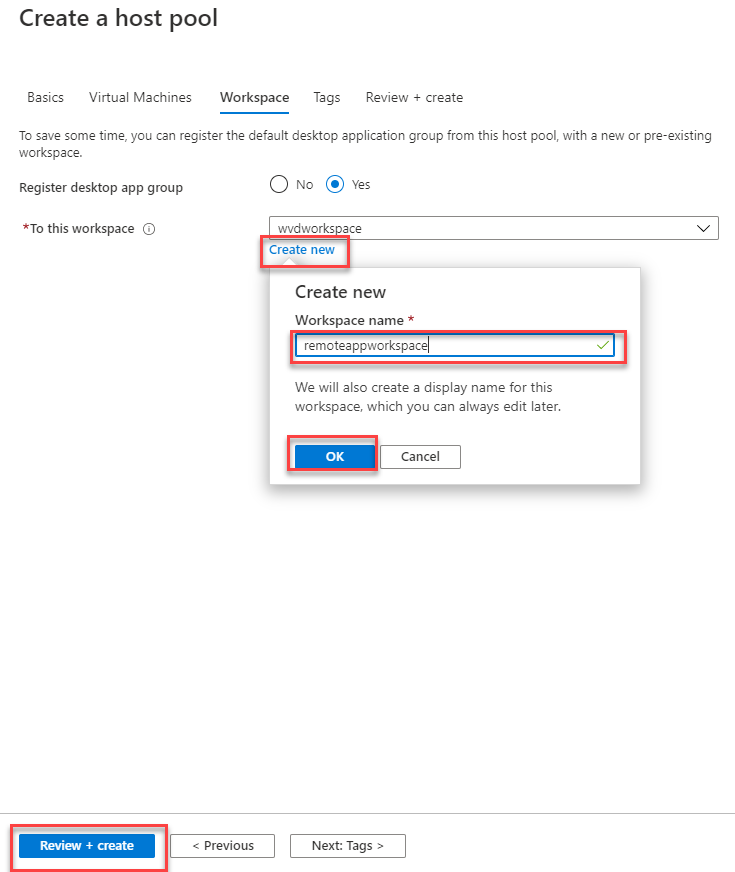 Create a host pool
Basics Virtual Machines Workspace Tags Review + create
To save some time, you can register the default desktop application group from this host pool, with a new or pre-existing
workspace.
Register desktop app group No Yes
*To this workspace wvdworkspace
Create new
Create new
Workspace name *
remoteappworkspace
We will also create a display name for this
workspace, which you can always edit later.
OK Cancel
Review + create < Previous Next: Tags >